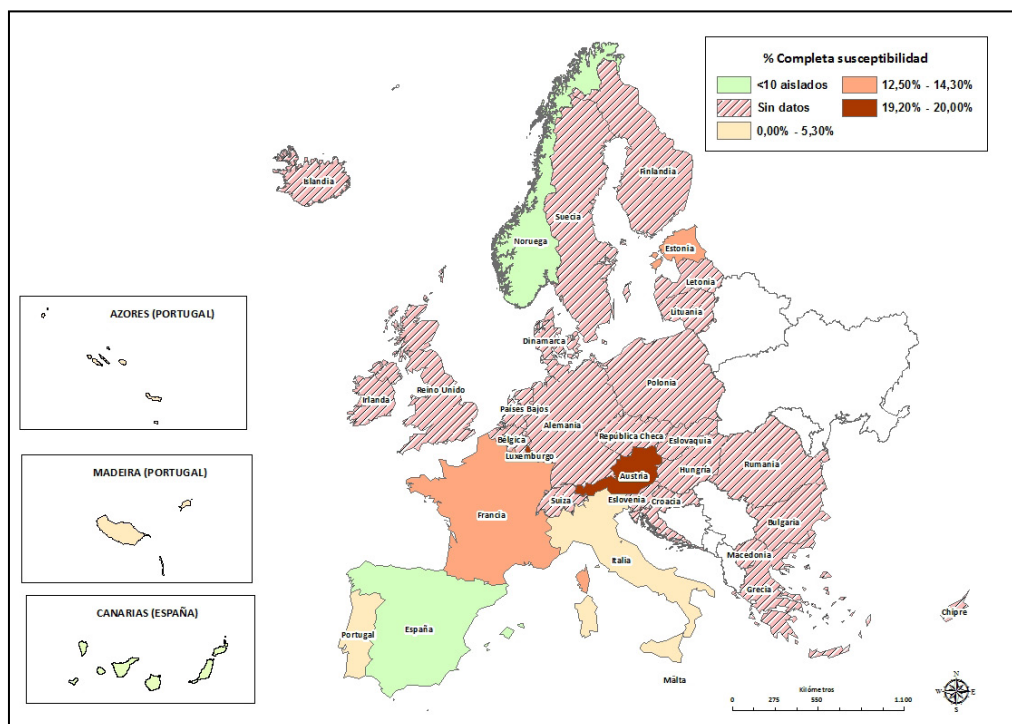 % Completa susceptibilidad
<10 aislados
12,50% - 14,30%
Sin datos
19,20% - 20,00%
0,00% - 5,30%
Islandia
Finlandia
Suecia
Noruega
Estonia
Letonia
Lituania
Dinamarca
Irlanda
Reino Unido
Países Bajos
Polonia
Alemania
Bélgica
República Checa
Luxemburgo
Eslovaquia
Austria
Hungría
Rumania
Suiza
Eslovenia
Croacia
Francia
Bulgaria
Italia
Macedonia
Grecia
Chipre
Portugal
España
Málta
AZORES (PORTUGAL)
MADEIRA (PORTUGAL)
CANARIAS (ESPAÑA)
Kilómetros
0 275 550 1.100
N
W E
S